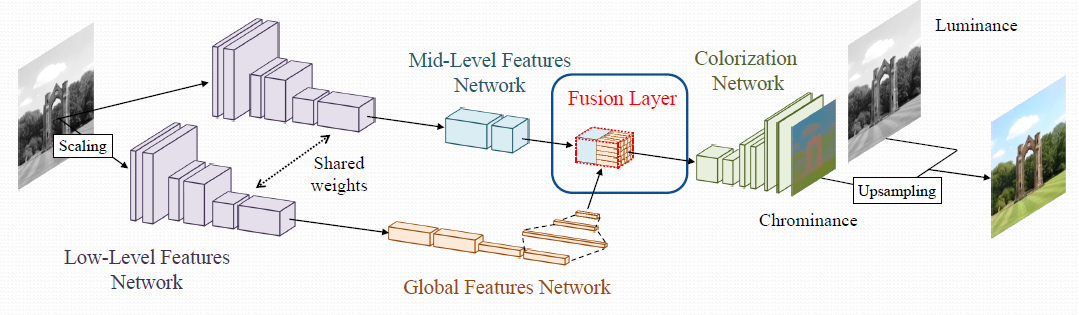 Scaling
Low-Level Features
Network
Shared
weights
Mid-Level Features
Network
Global Features Network
Fusion Layer
Colorization
Network
Chrominance
Luminance
Upsampling